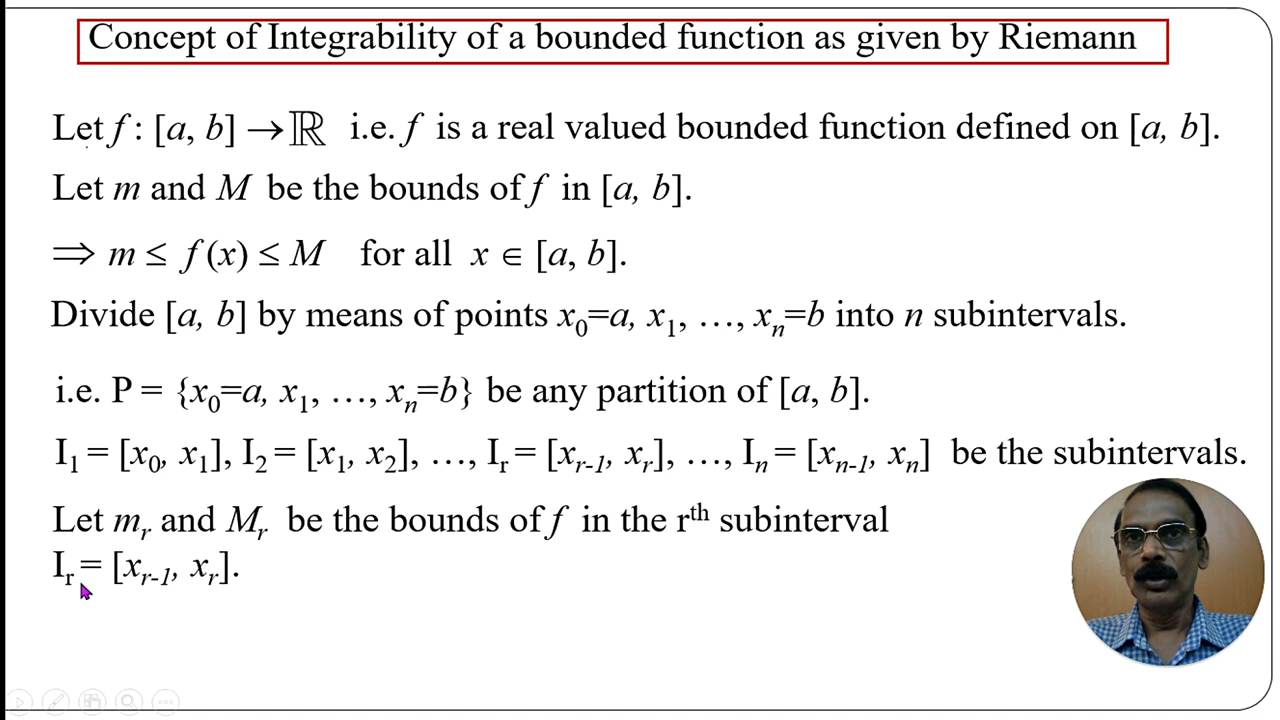 Concept of Integrability of a bounded function as given by Riemann
Let f : [a, b] → ℝ i.e. f is a real valued bounded function defined on [a, b].
Let m and M be the bounds of f in [a, b].
⟹ m ≤ f (x) ≤ M for all x ∈ [a, b].
Divide [a, b] by means of points x₀=a, x₁, …, xₙ=b into n subintervals.
i.e. P = {x₀=a, x₁, …, xₙ=b} be any partition of [a, b].
I₁ = [x₀, x₁], I₂ = [x₁, x₂], …, Iᵣ = [xᵣ₋₁, xᵣ], …, Iₙ = [xₙ₋₁, xₙ] be the subintervals.
Let mᵣ and Mᵣ be the bounds of f in the rᵗʰ subinterval
Iᵣ = [xᵣ₋₁, xᵣ].